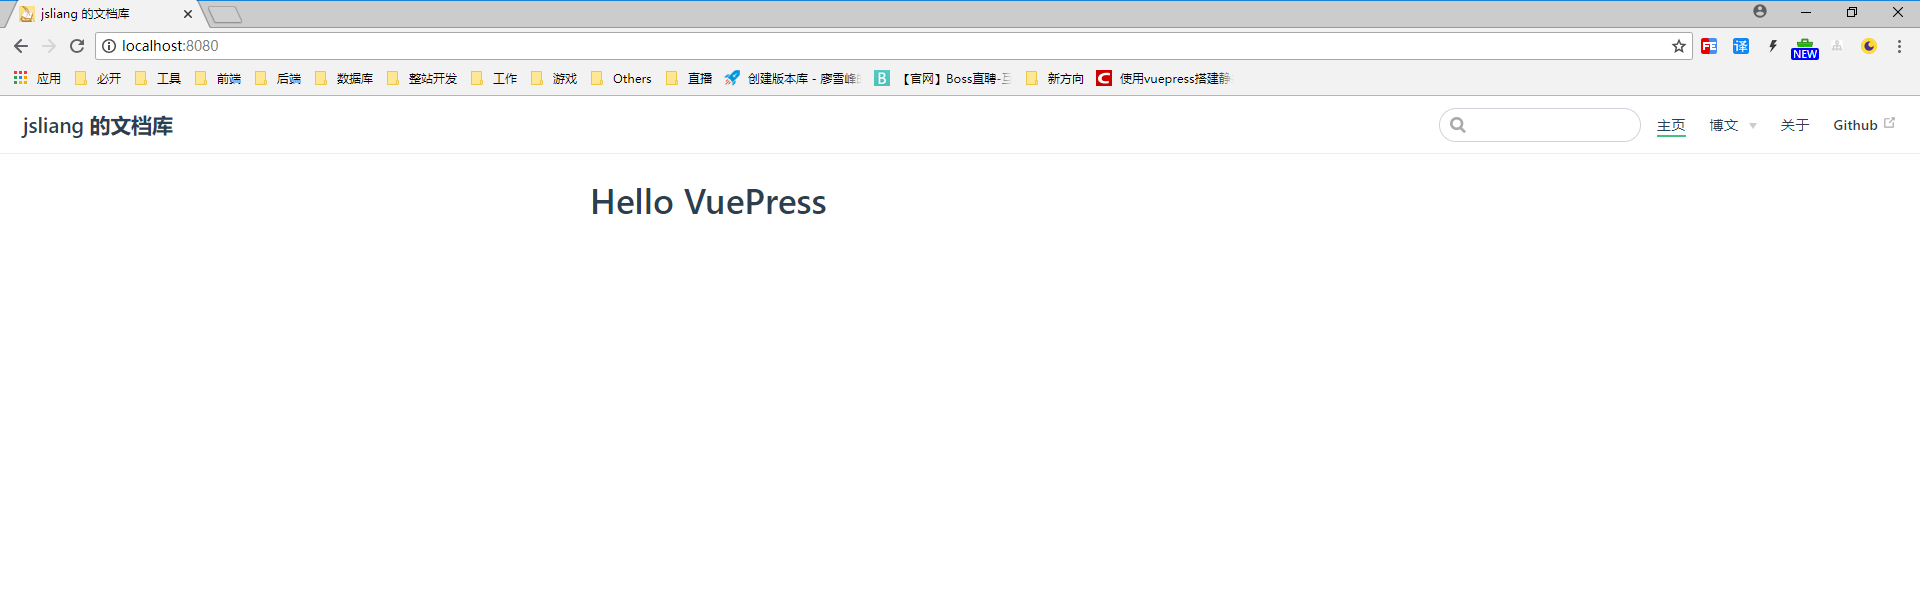 jsliang 的文档库
localhost:8080
FE 译 NEW
应用 必开 工具 前端 后端 数据库 整站开发 工作 游戏 Others 直播 创建版本库 - 廖雪峰 B 【官网】Boss直聘- 新方向 C 使用vuepress搭建静
jsliang 的文档库 主页 博文 关于 Github
Hello VuePress